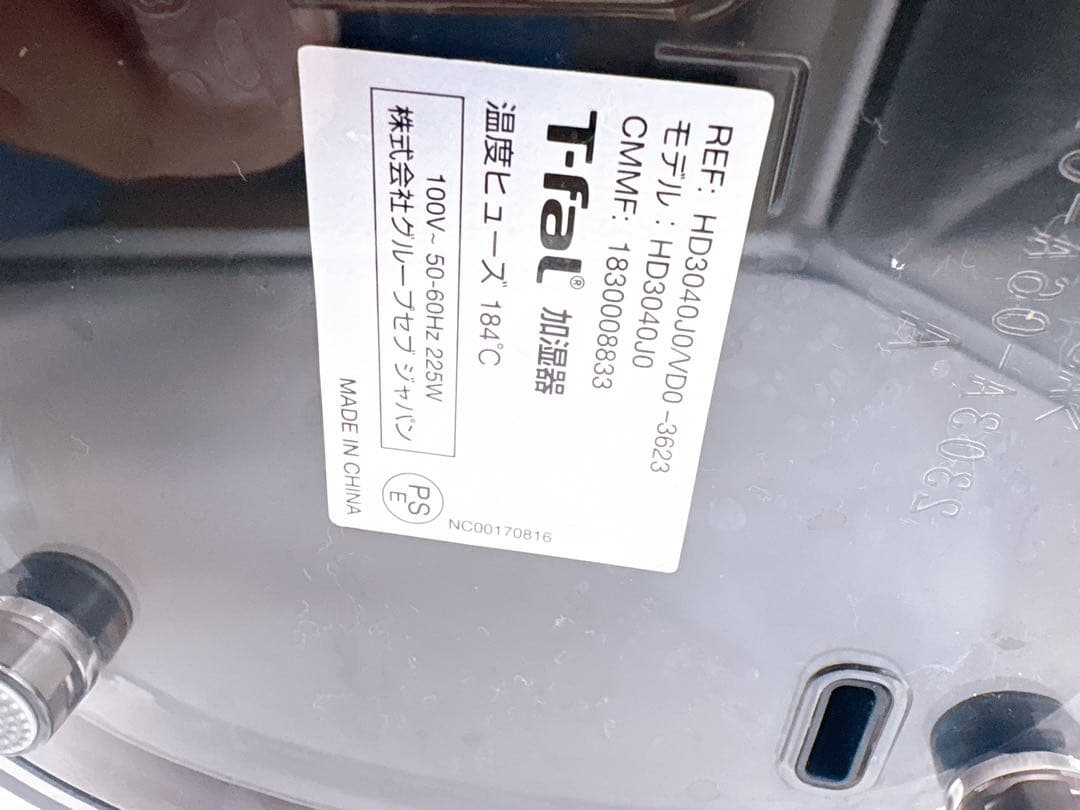 REF: HD3040J0/VD0 -3623
モデル: HD3040J0
CMMF: 1830008833
T-fal® 加湿器
温度ヒューズ 184℃
100V~ 50-60Hz 225W
株式会社グループセブ ジャパン
PS
E
NC00170816
MADE IN CHINA